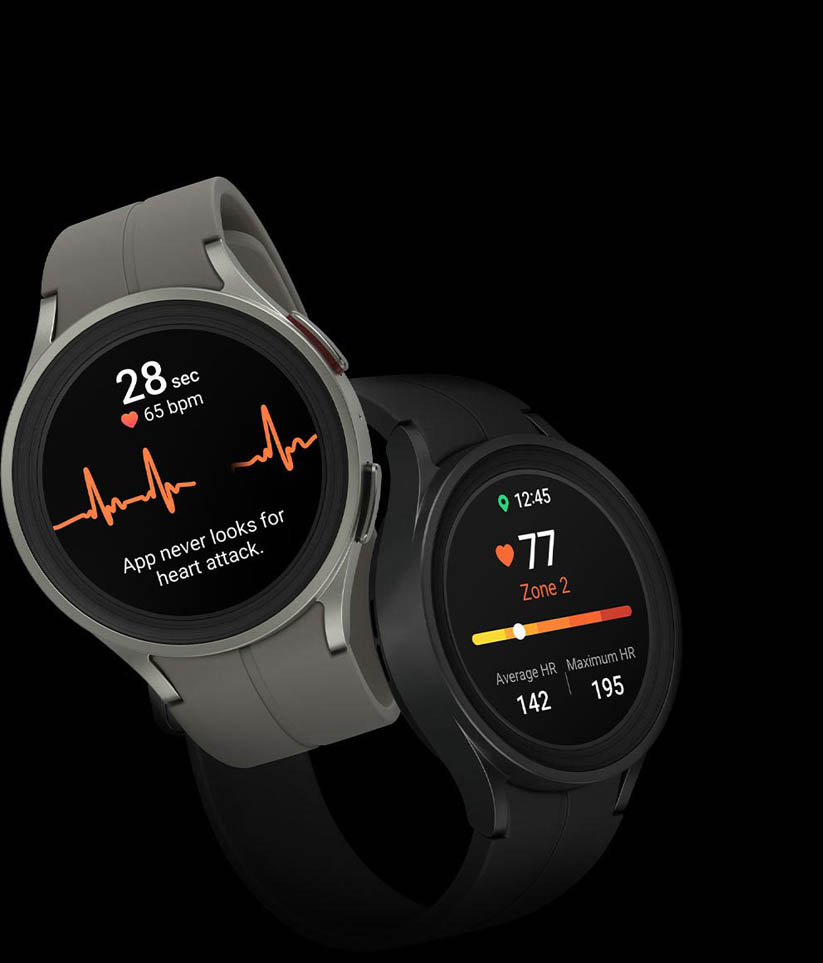 28 sec
65 bpm
App never looks for
heart attack.
12:45
77
Zone 2
Average HR
Maximum HR
142
195